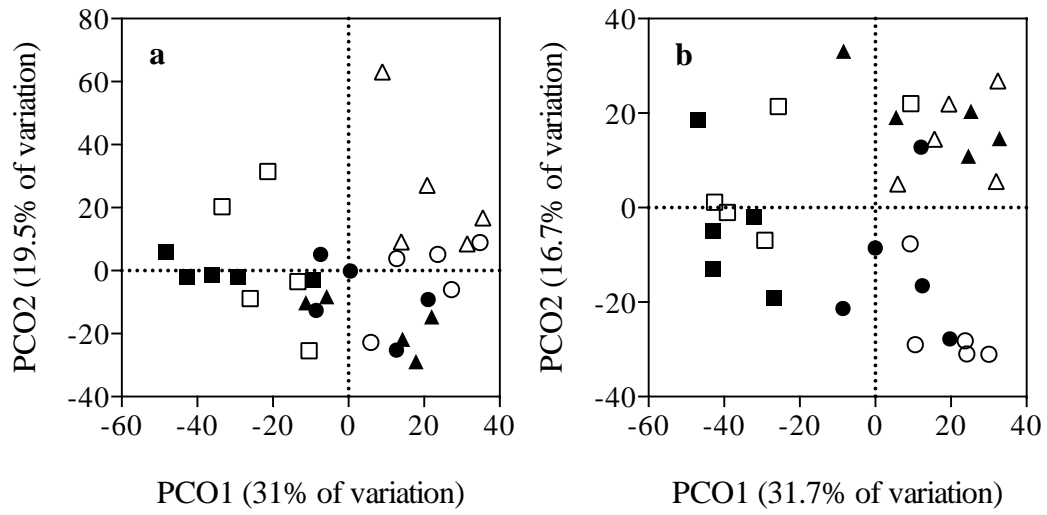 a
80
60
40
20
0
-20
-40
-60 -40 -20 0 20 40
PCO2 (19.5% of variation)
PCO1 (31% of variation)
b
40
20
0
-20
-40
-60 -40 -20 0 20 40
PCO2 (16.7% of variation)
PCO1 (31.7% of variation)